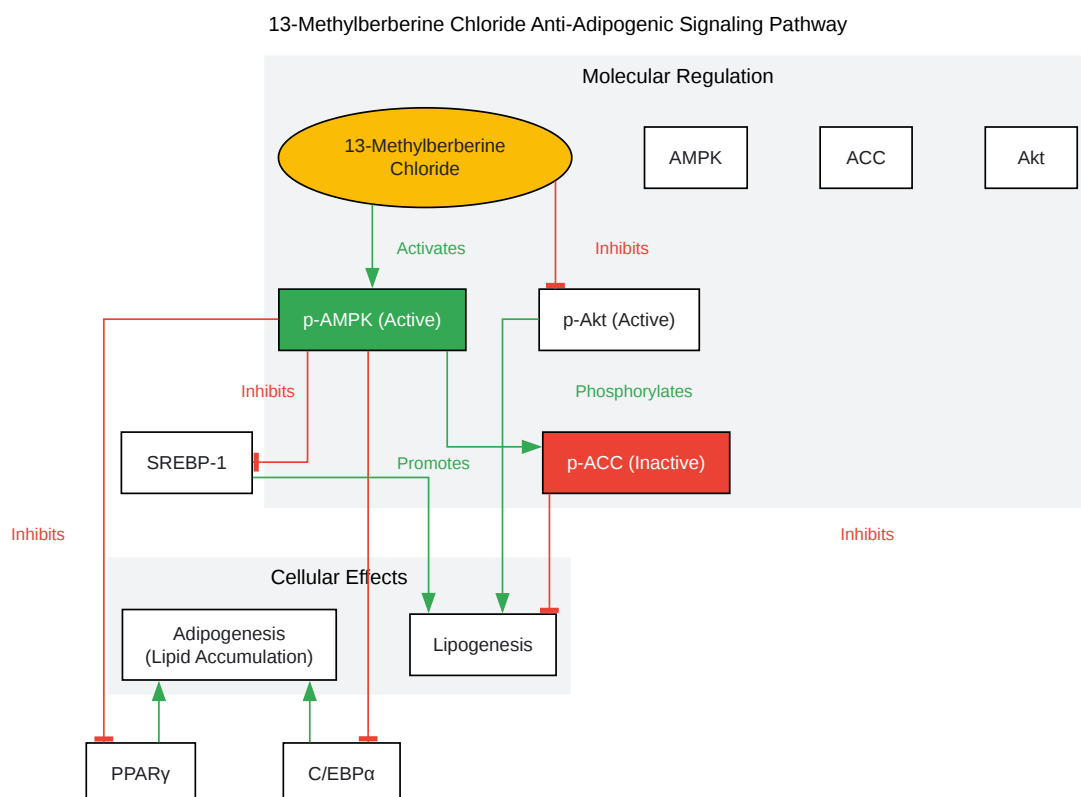 13-Methylberberine Chloride Anti-Adipogenic Signaling Pathway
Molecular Regulation
13-Methylberberine
Chloride
AMPK
ACC
Akt
Activates
Inhibits
p-AMPK (Active)
p-Akt (Active)
Inhibits
Phosphorylates
SREBP-1
Promotes
p-ACC (Inactive)
Inhibits
Inhibits
Cellular Effects
Adipogenesis
(Lipid Accumulation)
Lipogenesis
PPARγ
C/EBPα